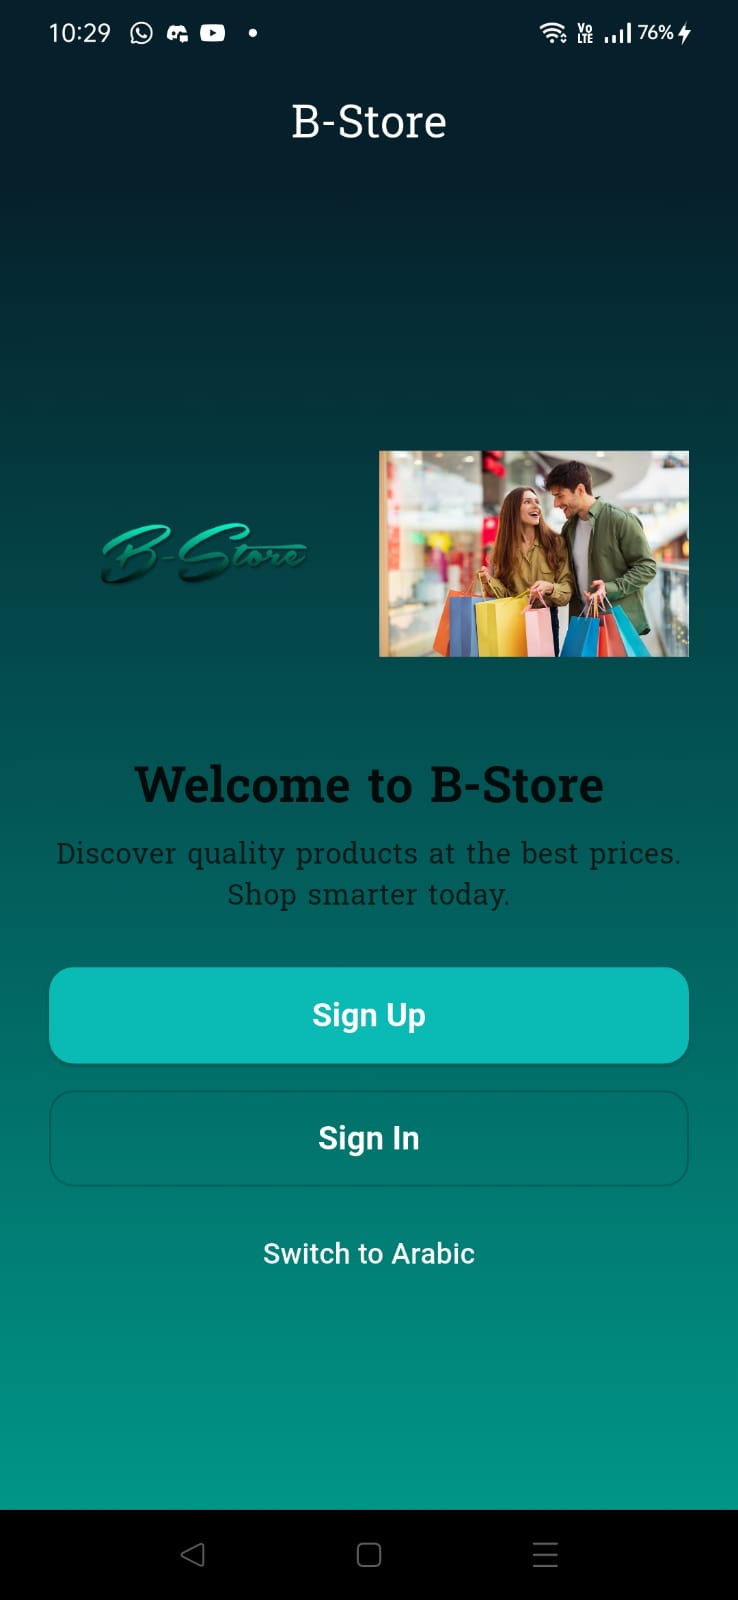 10:29
Vo
LTE
76%
B-Store
B-Store
Welcome to B-Store
Discover quality products at the best prices.
Shop smarter today.
Sign Up
Sign In
Switch to Arabic